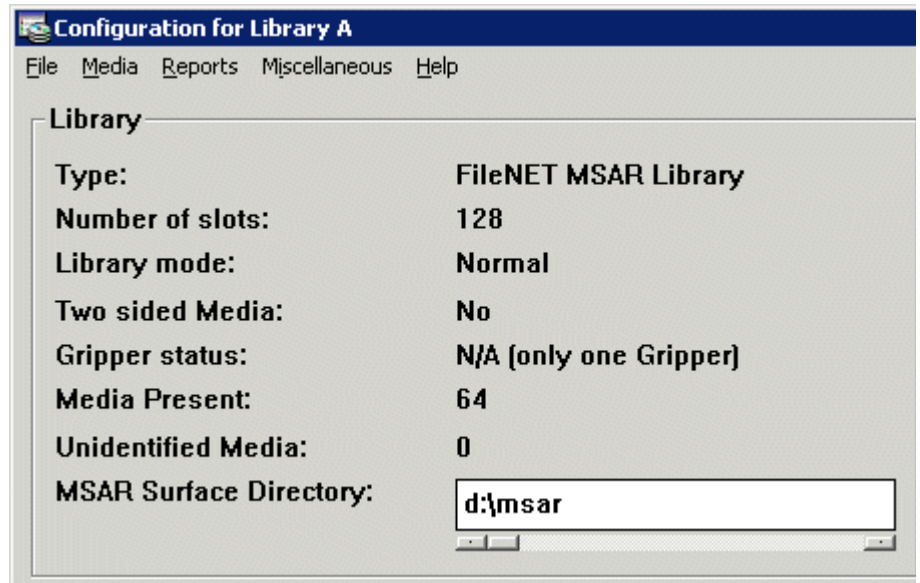 Configuration for Library A
File Media Reports Miscellaneous Help
Library
Type: FileNET MSAR Library
Number of slots: 128
Library mode: Normal
Two sided Media: No
Gripper status: N/A (only one Gripper)
Media Present: 64
Unidentified Media: 0
MSAR Surface Directory: d:\msar